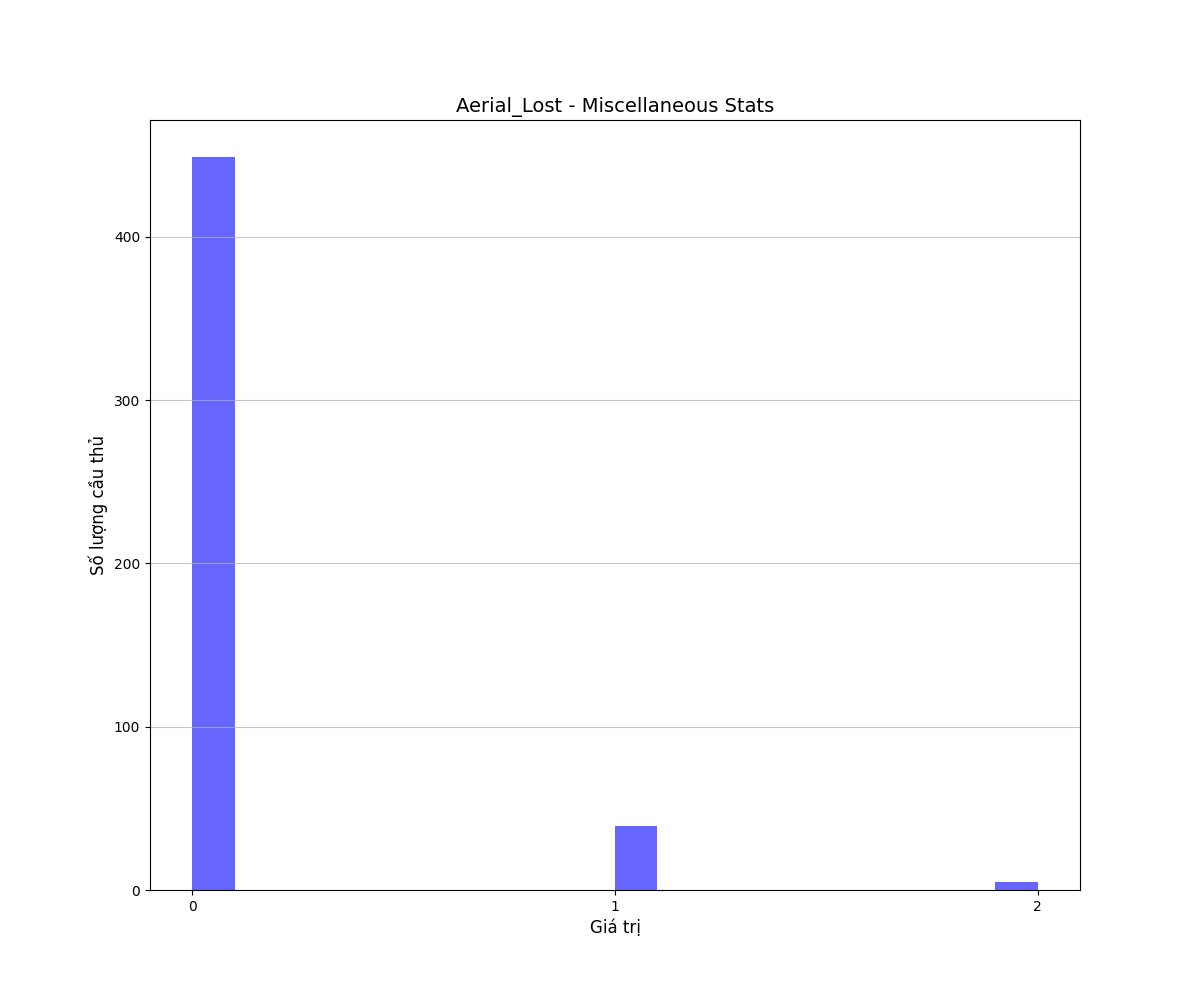 Aerial_Lost - Miscellaneous Stats
400
300
200
100
0
Số lượng cầu thủ
0 1 2
Giá trị